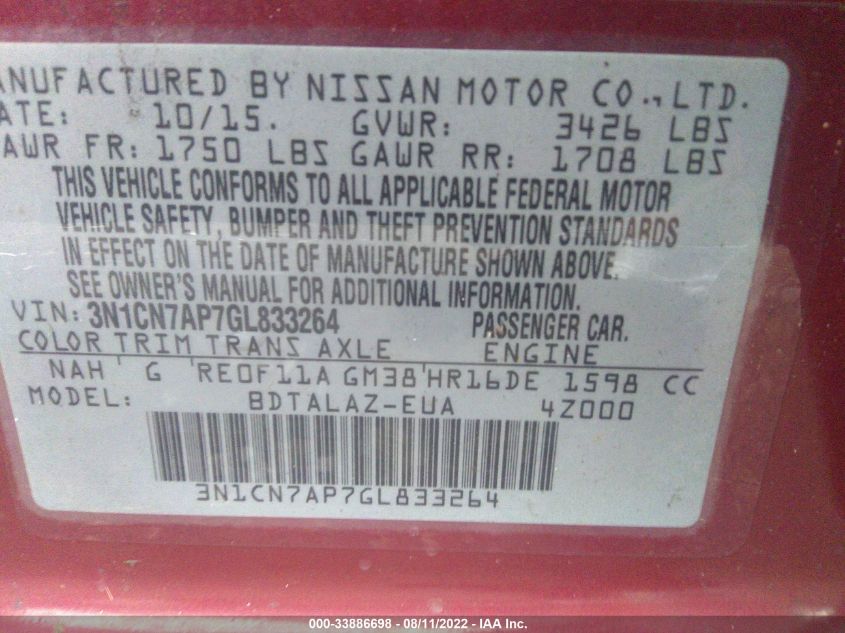 ANUFACTURED BY NISSAN MOTOR CO., LTD.
ATE: 10/15. GVWR: 3426 LBS
AWR FR: 1750 LBS GAWR RR: 1708 LBS
THIS VEHICLE CONFORMS TO ALL APPLICABLE FEDERAL MOTOR
VEHICLE SAFETY, BUMPER AND THEFT PREVENTION STANDARDS
IN EFFECT ON THE DATE OF MANUFACTURE SHOWN ABOVE.
SEE OWNER'S MANUAL FOR ADDITIONAL INFORMATION.
VIN: 3N1CN7AP7GL833264 PASSENGER CAR.
COLOR TRIM TRANS AXLE ENGINE
NAH G RE0F11A GM38 HR16DE 1598 CC
MODEL: BDTALAZ-EUA 4Z000
3N1CN7AP7GL833264
000-33886698 - 08/11/2022 - IAA Inc.